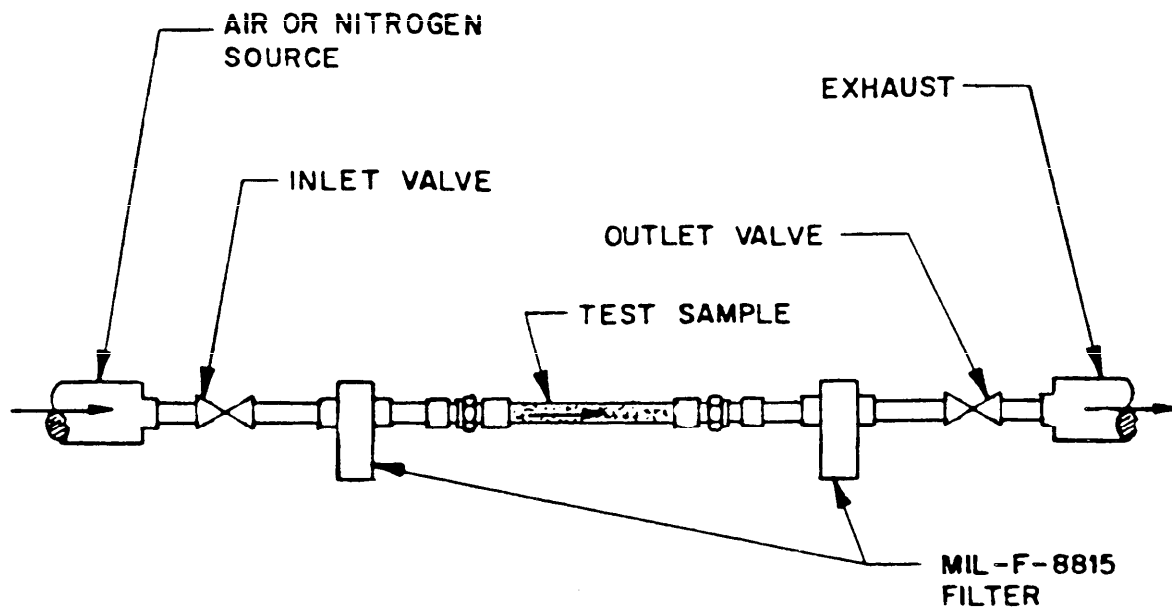 AIR OR NITROGEN
SOURCE
EXHAUST
INLET VALVE
OUTLET VALVE
TEST SAMPLE
MIL-F-8815
FILTER